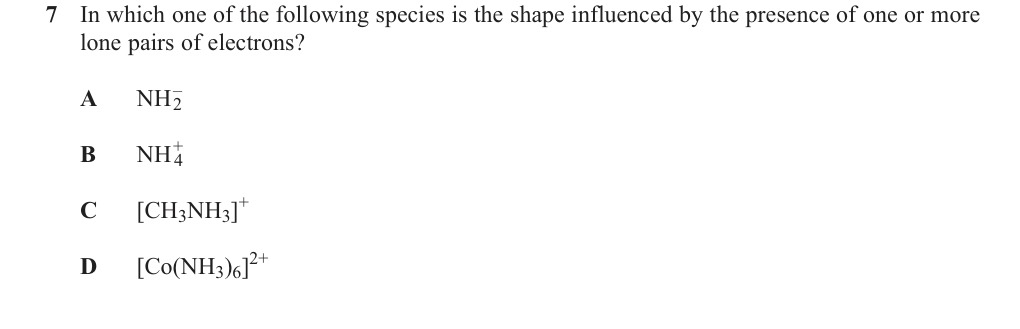 7 In which one of the following species is the shape influenced by the presence of one or more
lone pairs of electrons?
A NH₂⁻
B NH₄⁺
C [CH₃NH₃]⁺
D [Co(NH₃)₆]²⁺